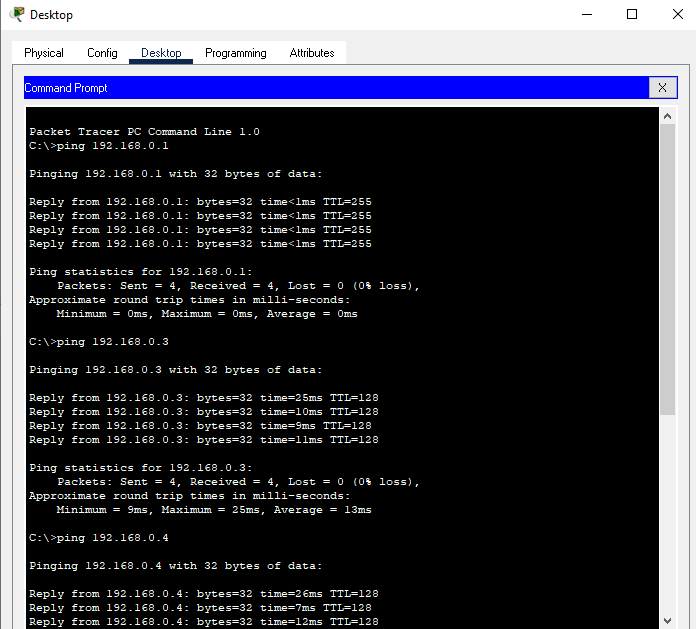 Desktop
Physical Config Desktop Programming Attributes
Command Prompt X
Packet Tracer PC Command Line 1.0
C:\>ping 192.168.0.1
Pinging 192.168.0.1 with 32 bytes of data:
Reply from 192.168.0.1: bytes=32 time<1ms TTL=255
Reply from 192.168.0.1: bytes=32 time<1ms TTL=255
Reply from 192.168.0.1: bytes=32 time<1ms TTL=255
Reply from 192.168.0.1: bytes=32 time<1ms TTL=255
Ping statistics for 192.168.0.1:
Packets: Sent = 4, Received = 4, Lost = 0 (0% loss),
Approximate round trip times in milli-seconds:
Minimum = 0ms, Maximum = 0ms, Average = 0ms
C:\>ping 192.168.0.3
Pinging 192.168.0.3 with 32 bytes of data:
Reply from 192.168.0.3: bytes=32 time=25ms TTL=128
Reply from 192.168.0.3: bytes=32 time=10ms TTL=128
Reply from 192.168.0.3: bytes=32 time=9ms TTL=128
Reply from 192.168.0.3: bytes=32 time=11ms TTL=128
Ping statistics for 192.168.0.3:
Packets: Sent = 4, Received = 4, Lost = 0 (0% loss),
Approximate round trip times in milli-seconds:
Minimum = 9ms, Maximum = 25ms, Average = 13ms
C:\>ping 192.168.0.4
Pinging 192.168.0.4 with 32 bytes of data:
Reply from 192.168.0.4: bytes=32 time=26ms TTL=128
Reply from 192.168.0.4: bytes=32 time=7ms TTL=128
Reply from 192.168.0.4: bytes=32 time=12ms TTL=128